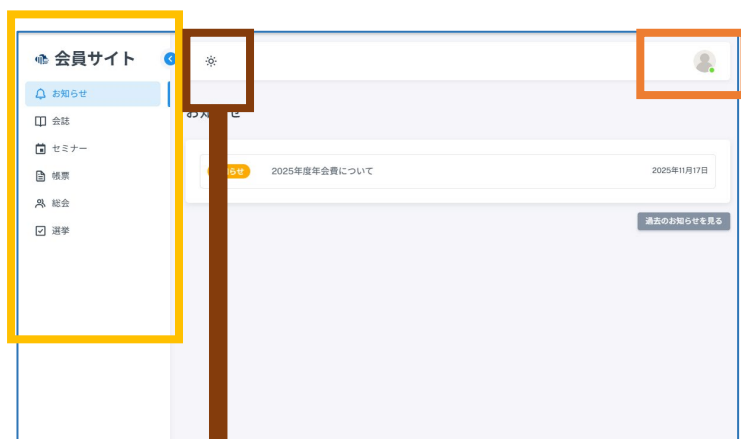 会員サイト
お知らせ
会誌
セミナー
帳票
総会
選挙
2025年度年会費について
2025年11月17日
過去のお知らせを見る